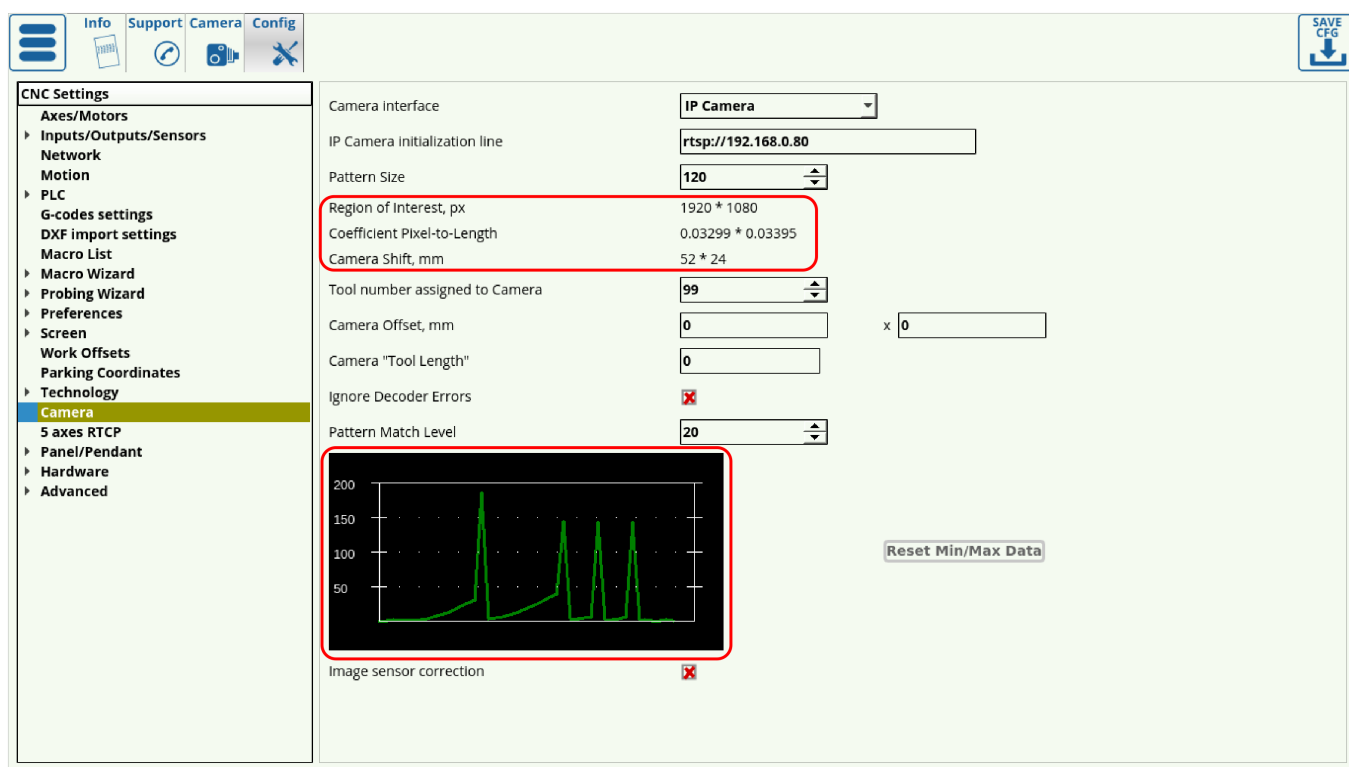 Info Support Camera Config
SAVE
CFG
CNC Settings
Axes/Motors
Inputs/Outputs/Sensors
Network
Motion
PLC
G-codes settings
DXF import settings
Macro List
Macro Wizard
Probing Wizard
Preferences
Screen
Work Offsets
Parking Coordinates
Technology
Camera
5 axes RTCP
Panel/Pendant
Hardware
Advanced
Camera interface IP Camera
IP Camera initialization line rtsp://192.168.0.80
Pattern Size 120
Region of Interest, px 1920 * 1080
Coefficient Pixel-to-Length 0.03299 * 0.03395
Camera Shift, mm 52 * 24
Tool number assigned to Camera 99
Camera Offset, mm 0 x 0
Camera "Tool Length" 0
Ignore Decoder Errors
Pattern Match Level 20
200
150
100
50
Reset Min/Max Data
Image sensor correction